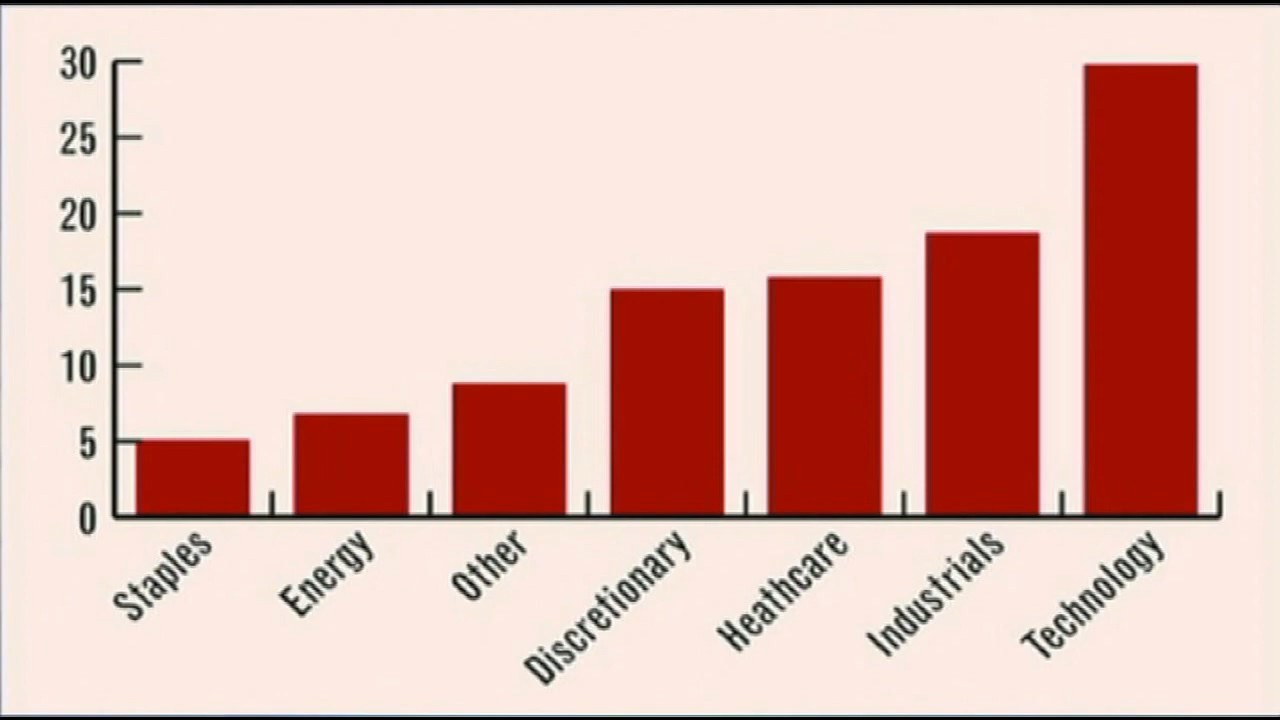 30
25
20
15
10
5
0
Staples
Energy
Other
Discretionary
Heathcare
Industrials
Technology